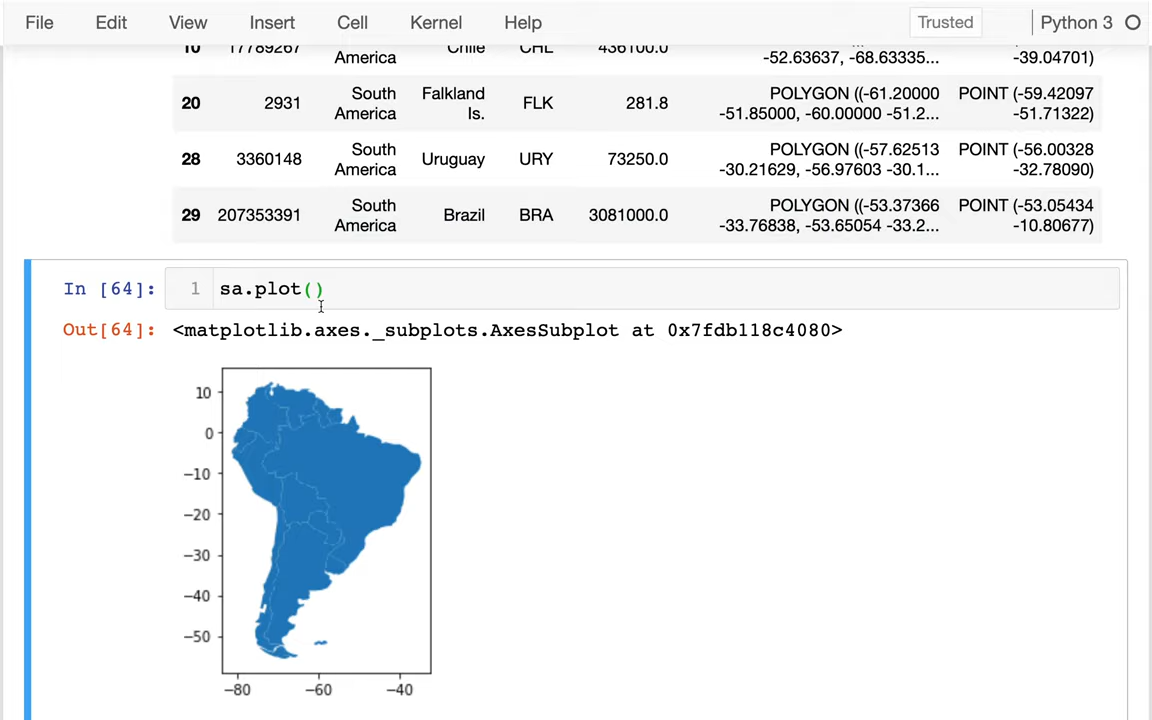 File Edit View Insert Cell Kernel Help Trusted Python 3
10 17789267 Chile CHL 436100.0
America -52.63637, -68.63335... -39.04701)
South Falkland POLYGON ((-61.20000 POINT (-59.42097
20 2931 FLK 281.8
America Is. -51.85000, -60.00000 -51.2... -51.71322)
South POLYGON ((-57.62513 POINT (-56.00328
28 3360148 Uruguay URY 73250.0
America -30.21629, -56.97603 -30.1... -32.78090)
South POLYGON ((-53.37366 POINT (-53.05434
29 207353391 Brazil BRA 3081000.0
America -33.76838, -53.65054 -33.2... -10.80677)
In [64]: 1 sa.plot()
Out[64]: <matplotlib.axes._subplots.AxesSubplot at 0x7fdb118c4080>
10
0
−10
−20
−30
−40
−50
−80 −60 −40